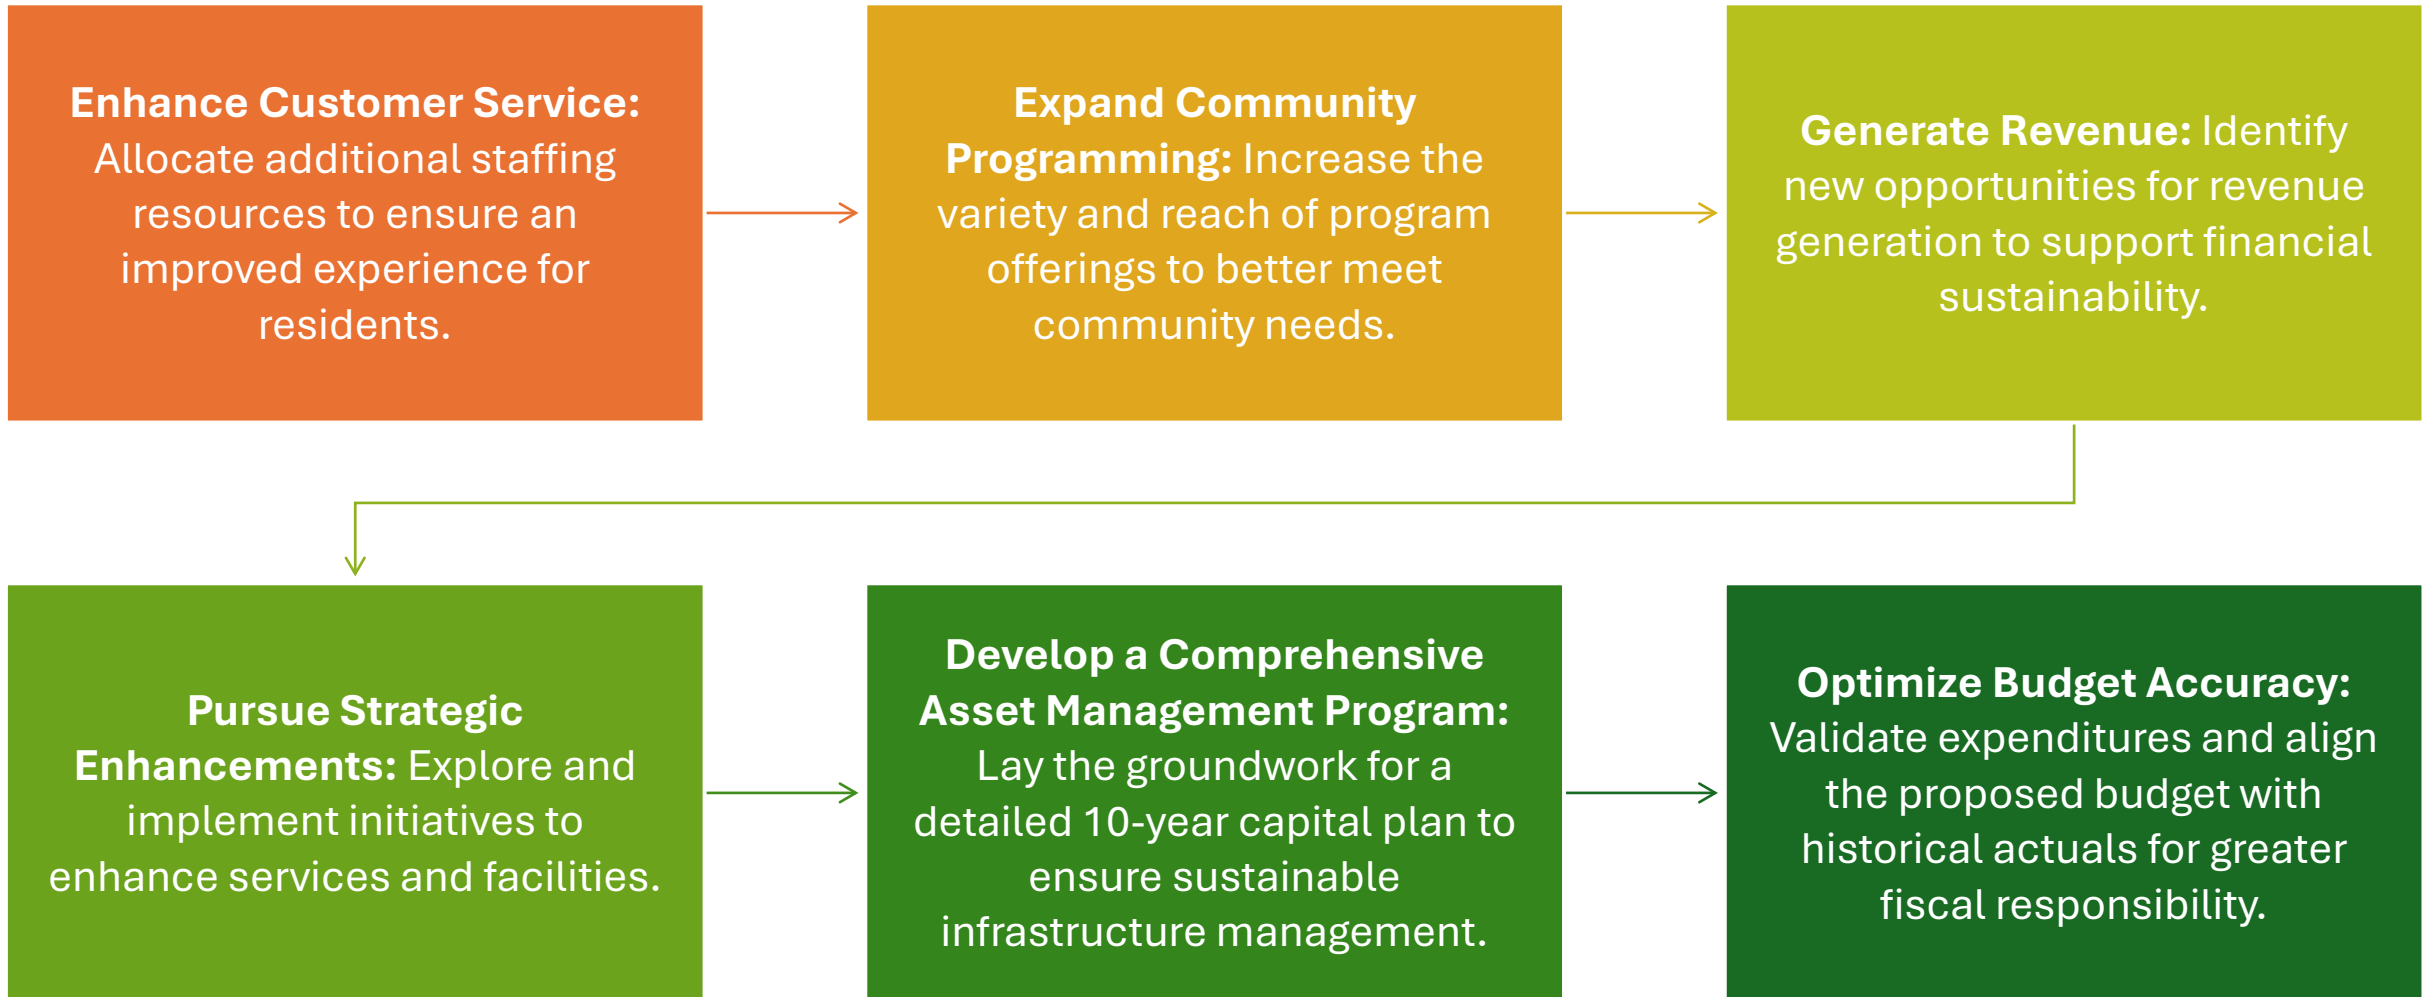 Enhance Customer Service:
Allocate additional staffing
resources to ensure an
improved experience for
residents.
Expand Community
Programming: Increase the
variety and reach of program
offerings to better meet
community needs.
Generate Revenue: Identify
new opportunities for revenue
generation to support financial
sustainability.
Pursue Strategic
Enhancements: Explore and
implement initiatives to
enhance services and facilities.
Develop a Comprehensive
Asset Management Program:
Lay the groundwork for a
detailed 10-year capital plan to
ensure sustainable
infrastructure management.
Optimize Budget Accuracy:
Validate expenditures and align
the proposed budget with
historical actuals for greater
fiscal responsibility.